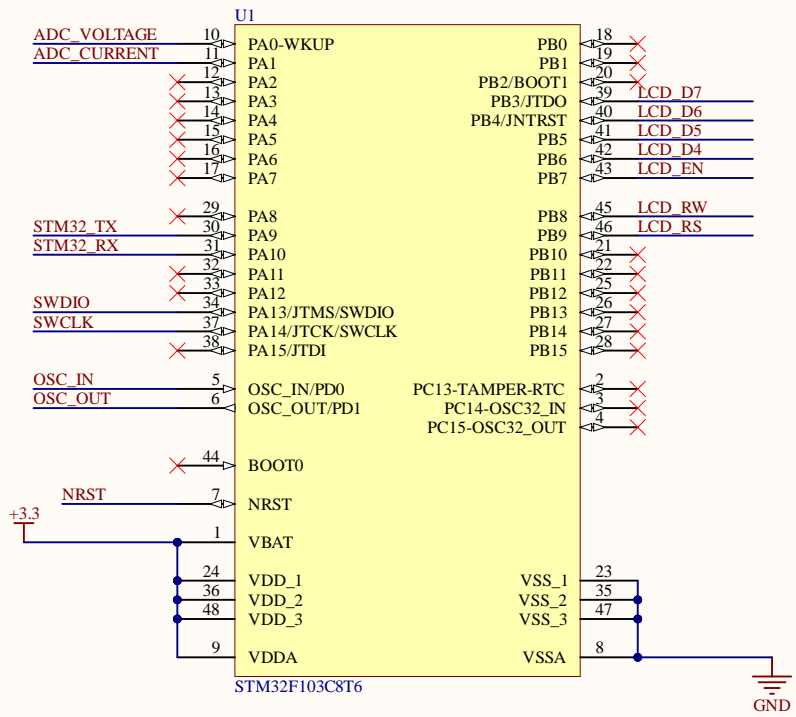 U1
ADC_VOLTAGE 10 PA0-WKUP PB0 18
ADC_CURRENT 11 PA1 PB1 19
12 PA2 PB2/BOOT1 20
13 PA3 PB3/JTDO 39 LCD_D7
14 PA4 PB4/JNTRST 40 LCD_D6
15 PA5 PB5 41 LCD_D5
16 PA6 PB6 42 LCD_D4
17 PA7 PB7 43 LCD_EN
29 PA8 PB8 45 LCD_RW
STM32_TX 30 PA9 PB9 46 LCD_RS
STM32_RX 31 PA10 PB10 21
32 PA11 PB11 22
33 PA12 PB12 25
SWDIO 34 PA13/JTMS/SWDIO PB13 26
SWCLK 37 PA14/JTCK/SWCLK PB14 27
38 PA15/JTDI PB15 28
OSC_IN 5 OSC_IN/PD0 PC13-TAMPER-RTC 2
OSC_OUT 6 OSC_OUT/PD1 PC14-OSC32_IN 3
PC15-OSC32_OUT 4
44 BOOT0
NRST 7 NRST
+3.3
1 VBAT
24 VDD_1 VSS_1 23
36 VDD_2 VSS_2 35
48 VDD_3 VSS_3 47
9 VDDA VSSA 8
STM32F103C8T6
GND